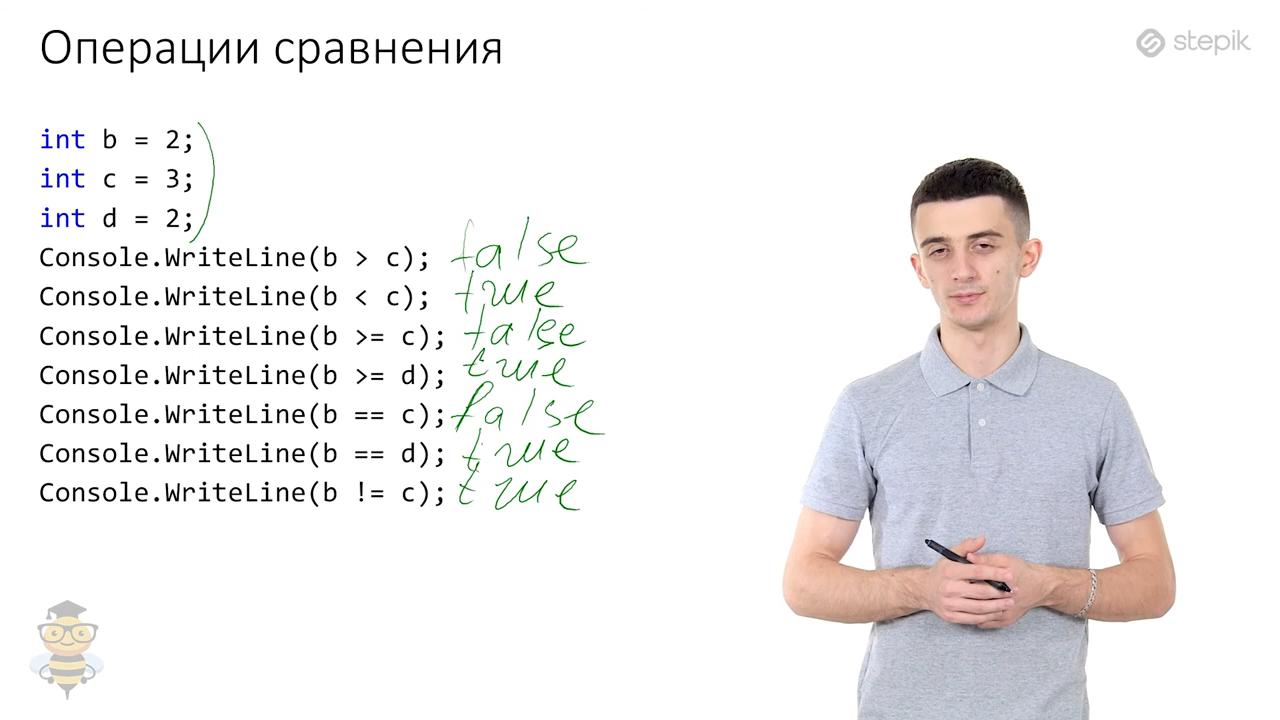 Операции сравнения
stepik
int b = 2;
int c = 3;
int d = 2;
Console.WriteLine(b > c); false
Console.WriteLine(b < c); true
Console.WriteLine(b >= c); false
Console.WriteLine(b >= d); true
Console.WriteLine(b == c); false
Console.WriteLine(b == d); true
Console.WriteLine(b != c); true